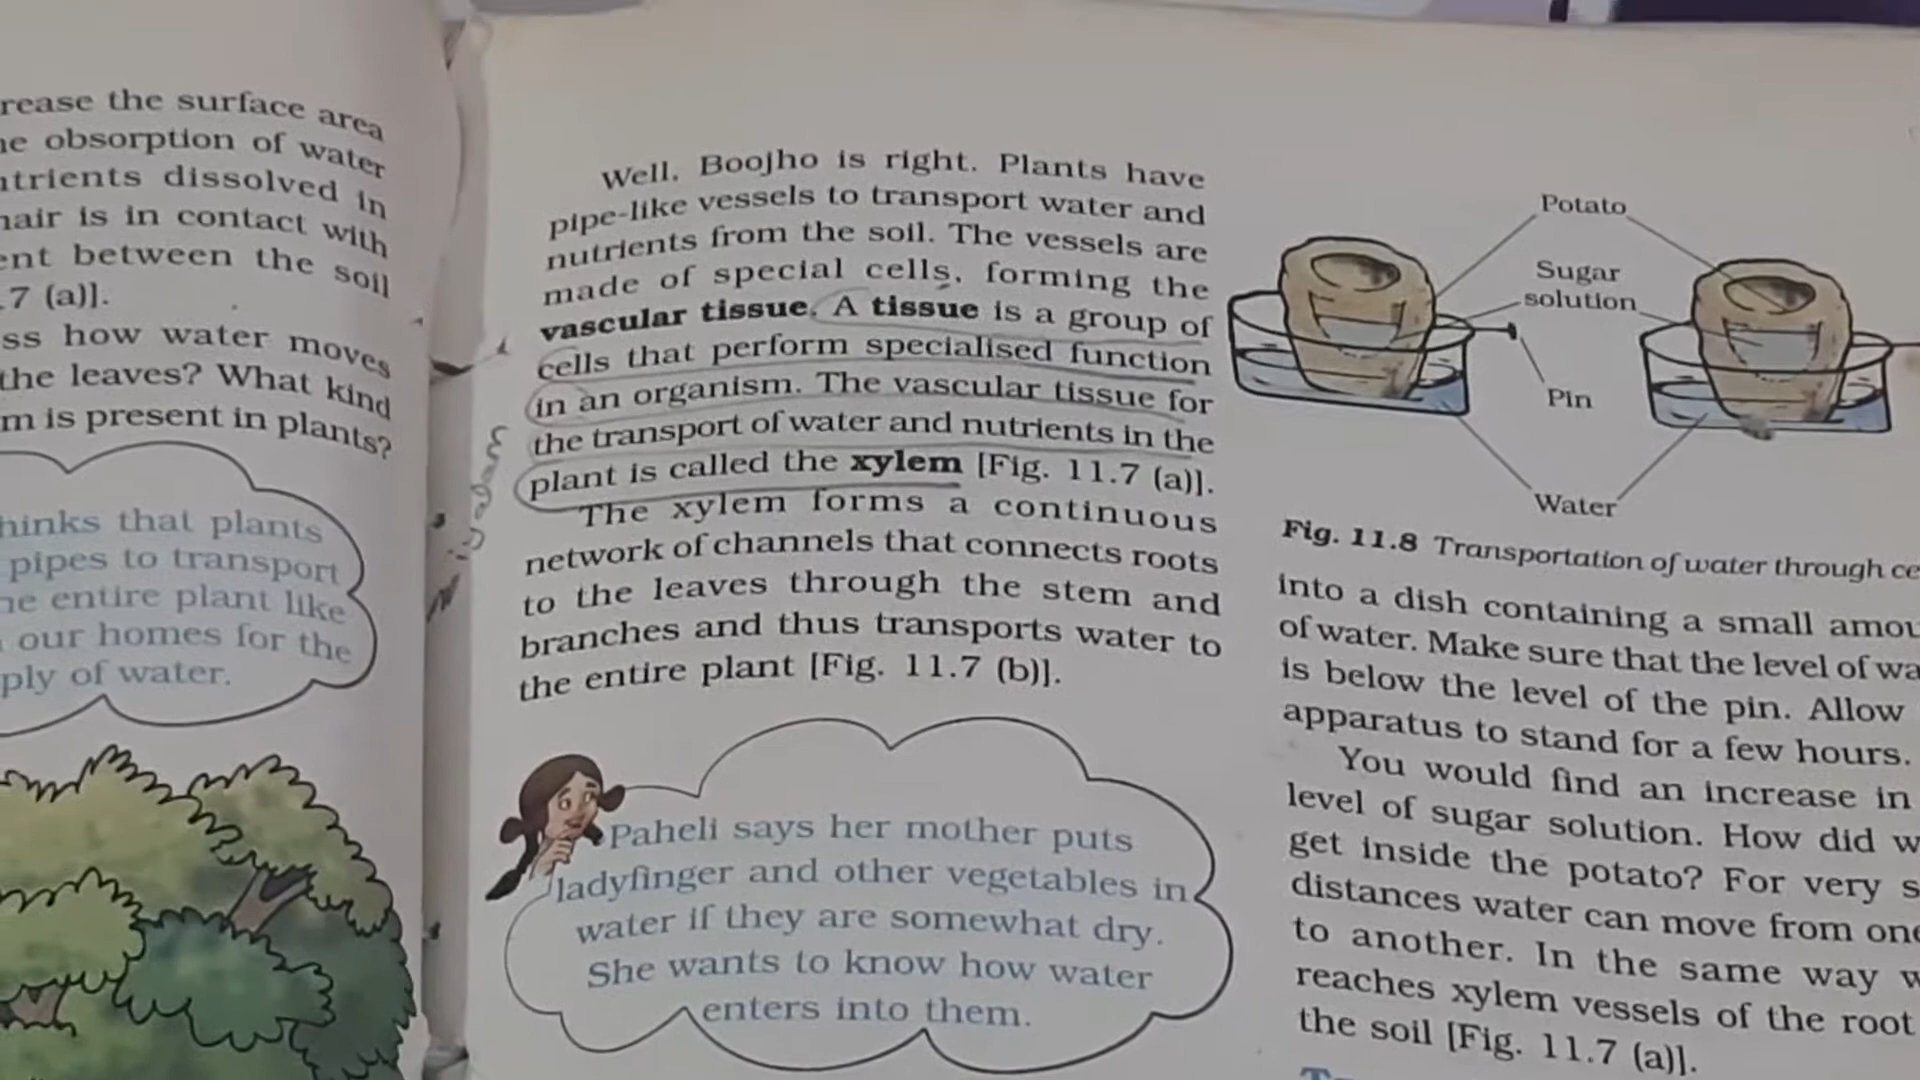 rease the surface area
obsorption of water
dissolved in
hair is in contact with
ent between the soil
7 (a)].
ss how water moves
the leaves? What kind
m is present in plants?
hinks that plants
pipes to transport
he entire plant like
our homes for the
ply of water.
Well, Boojho is right. Plants have
pipe-like vessels to transport water and
nutrients from the soil. The vessels are
made of special cells, forming the
vascular tissue. A tissue is a group of
cells that perform specialised function
in an organism. The vascular tissue for
the transport of water and nutrients in the
plant is called the xylem [Fig. 11.7 (a)].
The xylem forms a continuous
network of channels that connects roots
to the leaves through the stem and
branches and thus transports water to
the entire plant [Fig. 11.7 (b)].
Paheli says her mother puts
ladyfinger and other vegetables in
water if they are somewhat dry.
She wants to know how water
enters into them.
Potato
Sugar
solution
Pin
Water
Fig. 11.8 Transportation of water through ce
into a dish containing a small amou
of water. Make sure that the level of wa
is below the level of the pin. Allow
apparatus to stand for a few hours.
You would find an increase in
level of sugar solution. How did w
get inside the potato? For very s
distances water can move from one
to another. In the same way w
reaches xylem vessels of the root
the soil [Fig. 11.7 (a)].